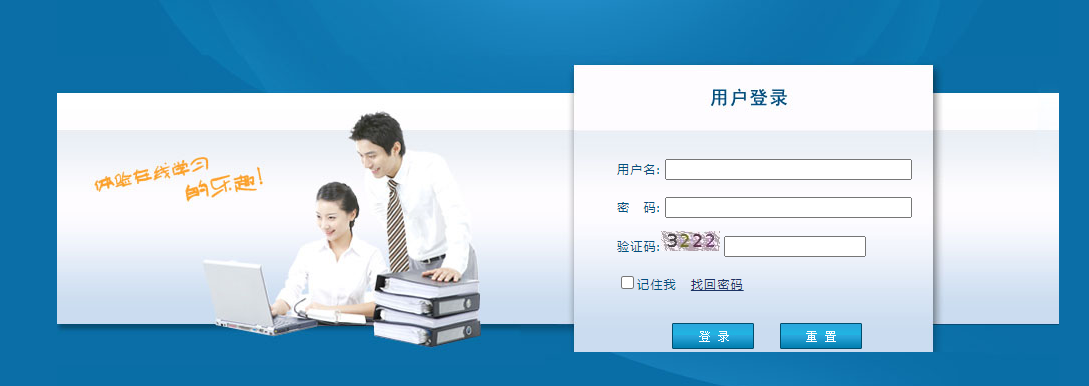 用户登录
体验在线学习
的乐趣！
用户名：
密 码：
验证码： 3222
记住我 找回密码
登 录 重 置